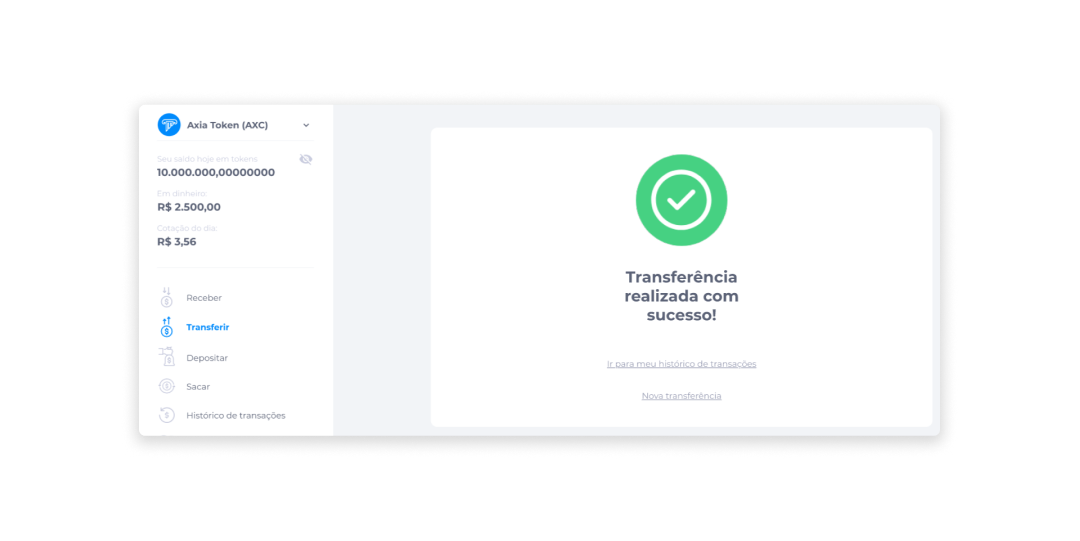 Axia Token (AXC)
Seu saldo hoje em tokens
10.000.000,00000000
Em dinheiro:
R$ 2.500,00
Cotação do dia:
R$ 3,56
Receber
Transferir
Depositar
Sacar
Histórico de transações
Transferência
realizada com
sucesso!
Ir para meu histórico de transações
Nova transferência